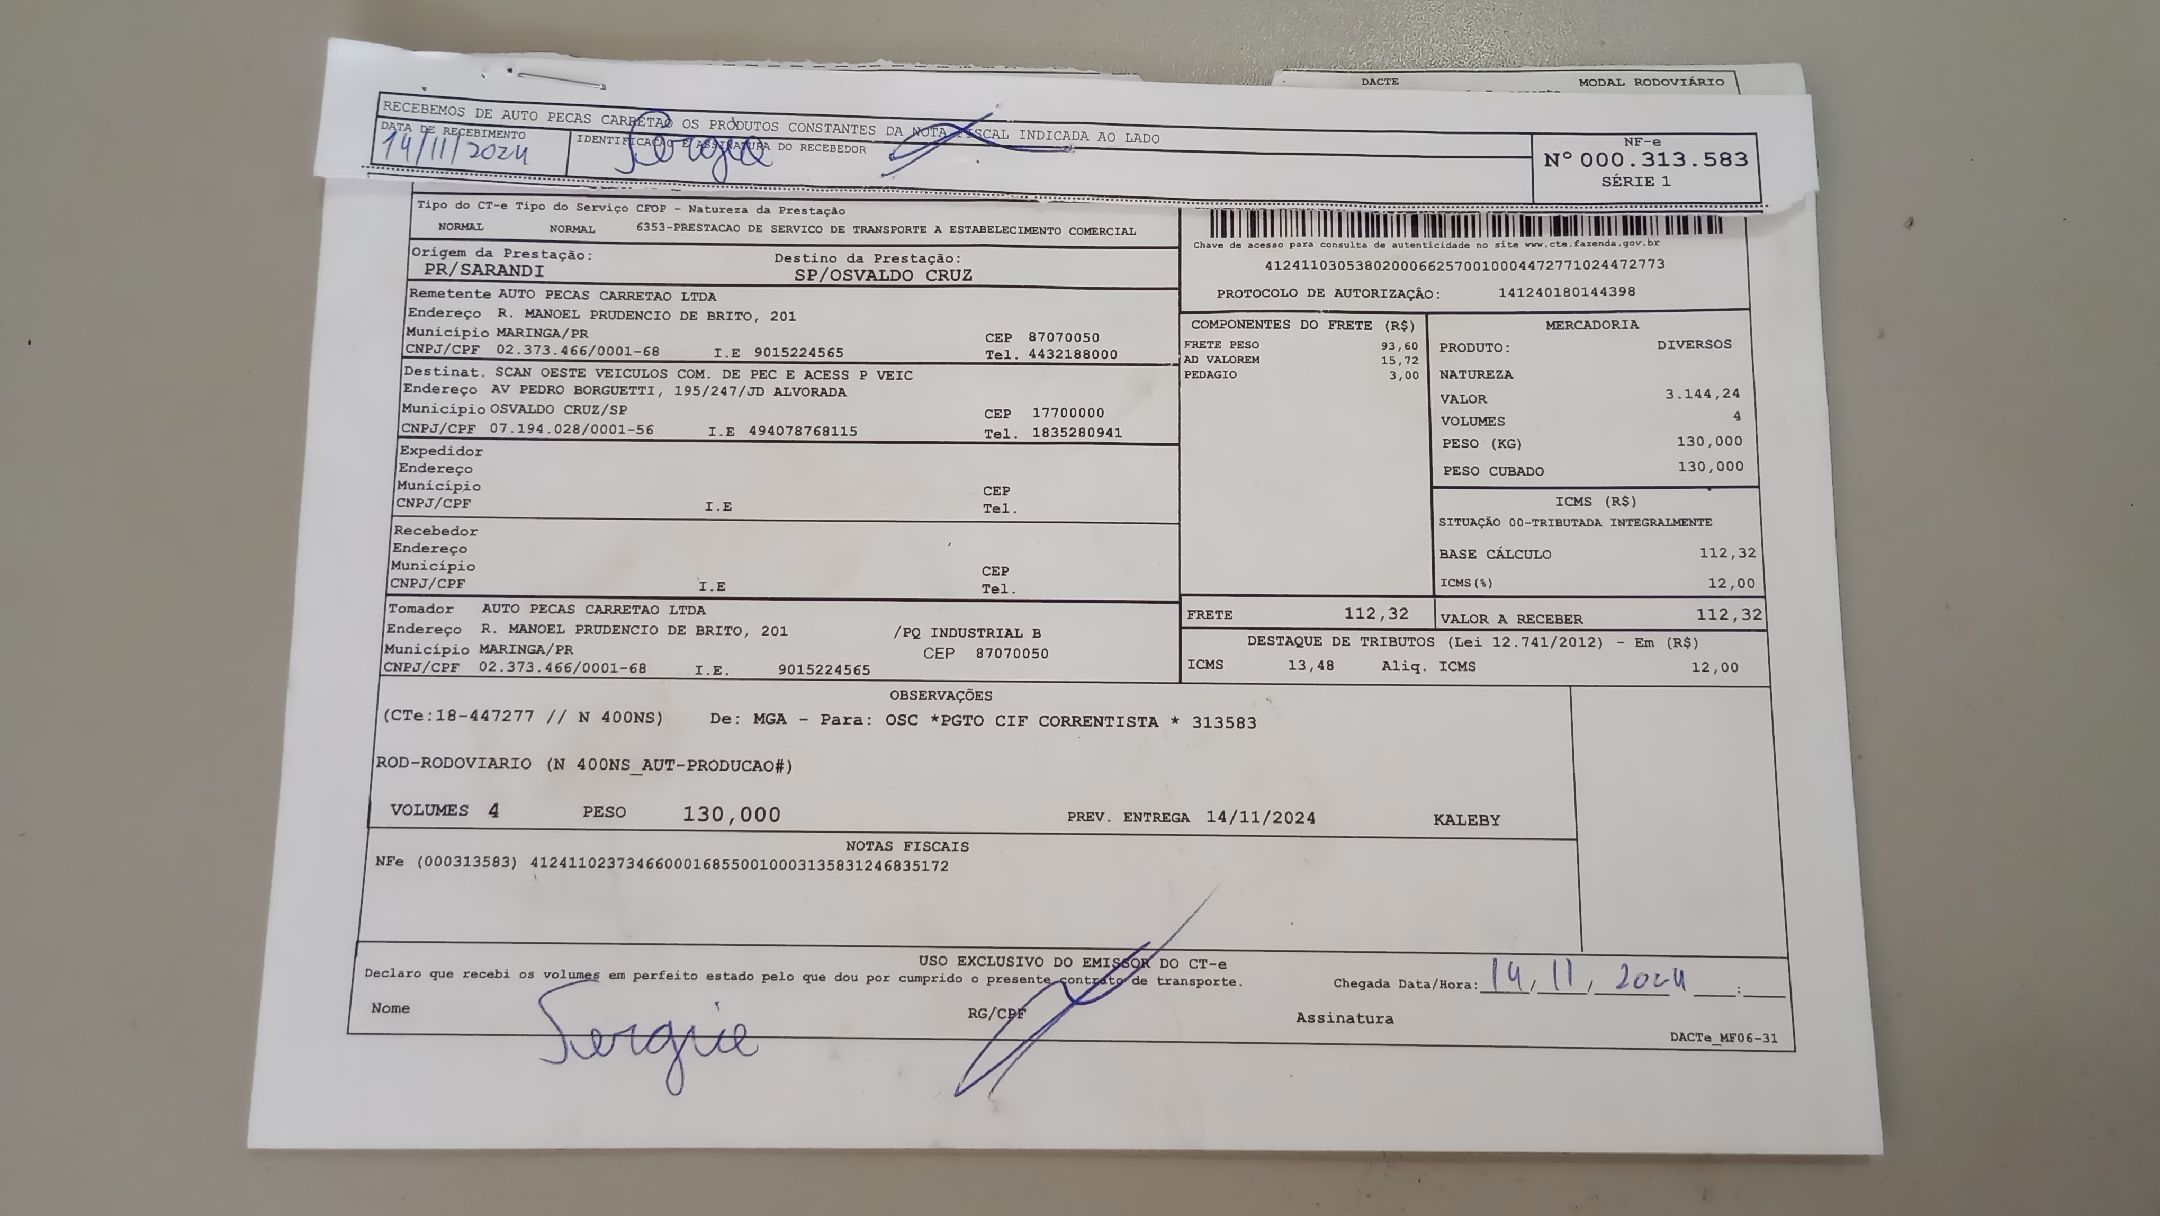 DACTE MODAL RODOVIÁRIO
RECEBEMOS DE AUTO PECAS CARRETAO OS PRODUTOS CONSTANTES DA NOTA FISCAL INDICADA AO LADO
DATA DE RECEBIMENTO
14/11/2024
IDENTIFICAÇÃO E ASSINATURA DO RECEBEDOR
Sergie
NF-e
Nº 000.313.583
SÉRIE 1
Tipo do CT-e Tipo do Serviço CFOP - Natureza da Prestação
NORMAL NORMAL 6353-PRESTACAO DE SERVICO DE TRANSPORTE A ESTABELECIMENTO COMERCIAL
Origem da Prestação: Destino da Prestação:
PR/SARANDI SP/OSVALDO CRUZ
Chave de acesso para consulta de autenticidade no site www.cte.fazenda.gov.br
41241103053802000662570010004472771024472773
PROTOCOLO DE AUTORIZAÇÃO: 141240180144398
Remetente AUTO PECAS CARRETAO LTDA
Endereço R. MANOEL PRUDENCIO DE BRITO, 201
Município MARINGA/PR CEP 87070050
CNPJ/CPF 02.373.466/0001-68 I.E 9015224565 Tel. 4432188000
Destinat. SCAN OESTE VEICULOS COM. DE PEC E ACESS P VEIC
Endereço AV PEDRO BORGUETTI, 195/247/JD ALVORADA
Município OSVALDO CRUZ/SP CEP 17700000
CNPJ/CPF 07.194.028/0001-56 I.E 494078768115 Tel. 1835280941
Expedidor
Endereço
Município CEP
CNPJ/CPF I.E Tel.
Recebedor
Endereço
Município CEP
CNPJ/CPF I.E Tel.
Tomador AUTO PECAS CARRETAO LTDA
Endereço R. MANOEL PRUDENCIO DE BRITO, 201 /PQ INDUSTRIAL B
Município MARINGA/PR CEP 87070050
CNPJ/CPF 02.373.466/0001-68 I.E. 9015224565
COMPONENTES DO FRETE (R$)
FRETE PESO 93,60
AD VALOREM 15,72
PEDAGIO 3,00
MERCADORIA
PRODUTO: DIVERSOS
NATUREZA
VALOR 3.144,24
VOLUMES 4
PESO (KG) 130,000
PESO CUBADO 130,000
ICMS (R$)
SITUAÇÃO 00-TRIBUTADA INTEGRALMENTE
BASE CÁLCULO 112,32
ICMS(%) 12,00
FRETE 112,32 VALOR A RECEBER 112,32
DESTAQUE DE TRIBUTOS (Lei 12.741/2012) - Em (R$)
ICMS 13,48 Aliq. ICMS 12,00
OBSERVAÇÕES
(CTe:18-447277 // N 400NS) De: MGA - Para: OSC *PGTO CIF CORRENTISTA * 313583
ROD-RODOVIARIO (N 400NS_AUT-PRODUCAO#)
VOLUMES 4 PESO 130,000 PREV. ENTREGA 14/11/2024 KALEBY
NOTAS FISCAIS
NFe (000313583) 41241102373466000168550010003135831246835172
USO EXCLUSIVO DO EMISSOR DO CT-e
Declaro que recebi os volumes em perfeito estado pelo que dou por cumprido o presente contrato de transporte.
Chegada Data/Hora: 14/11/2024 :
Nome Sergie RG/CPF Assinatura
DACTe_MF06-31